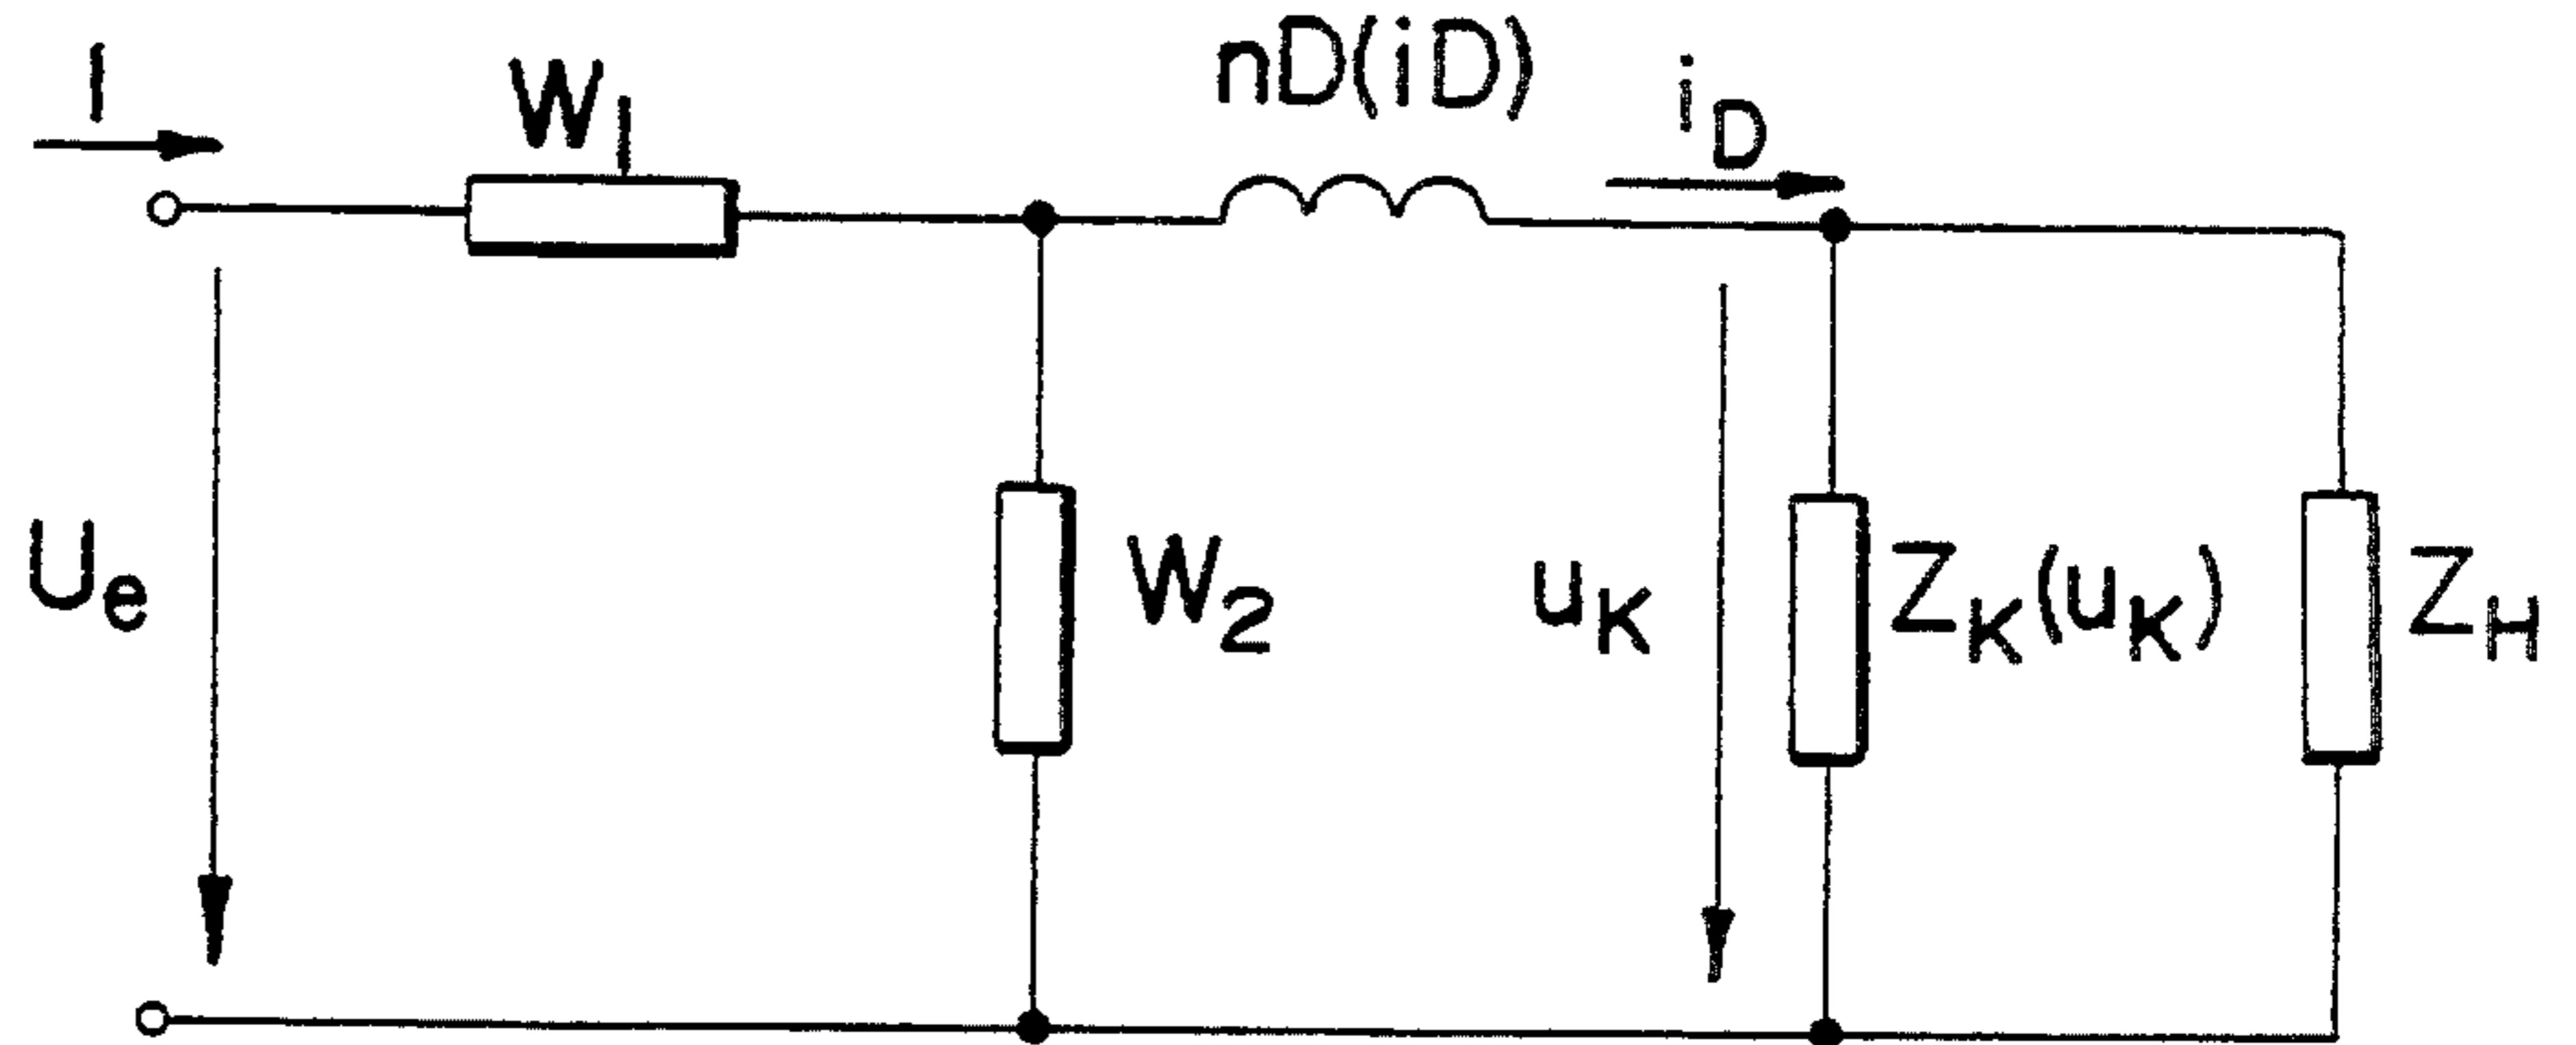 I
W1
nD(iD)
iD
Ue
W2
uK
ZK(uK)
ZH